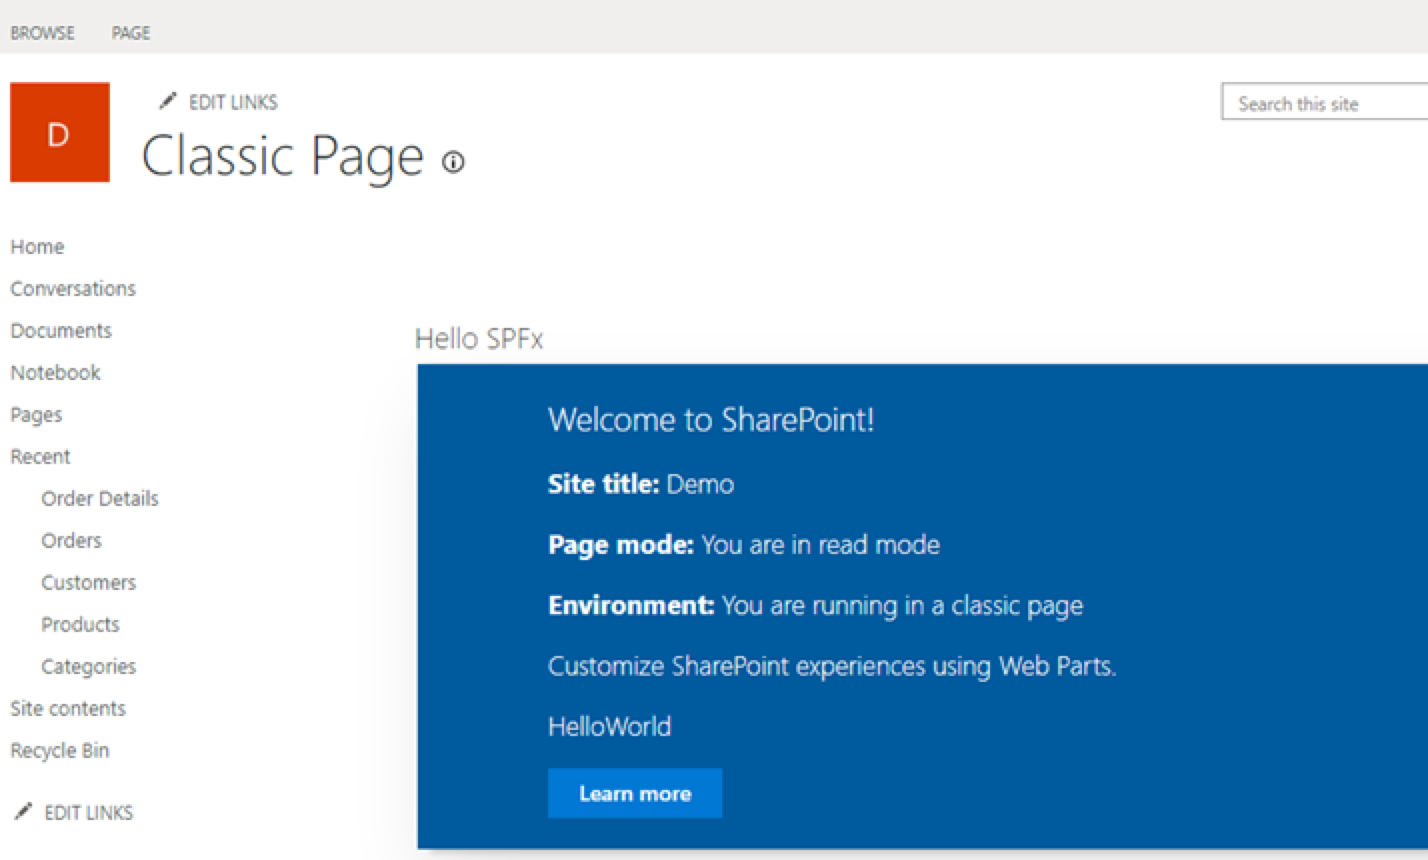 BROWSE PAGE
D
EDIT LINKS
Search this site
Classic Page
Home
Conversations
Documents
Notebook
Pages
Recent
Order Details
Orders
Customers
Products
Categories
Site contents
Recycle Bin
EDIT LINKS
Hello SPFx
Welcome to SharePoint!
Site title: Demo
Page mode: You are in read mode
Environment: You are running in a classic page
Customize SharePoint experiences using Web Parts.
HelloWorld
Learn more